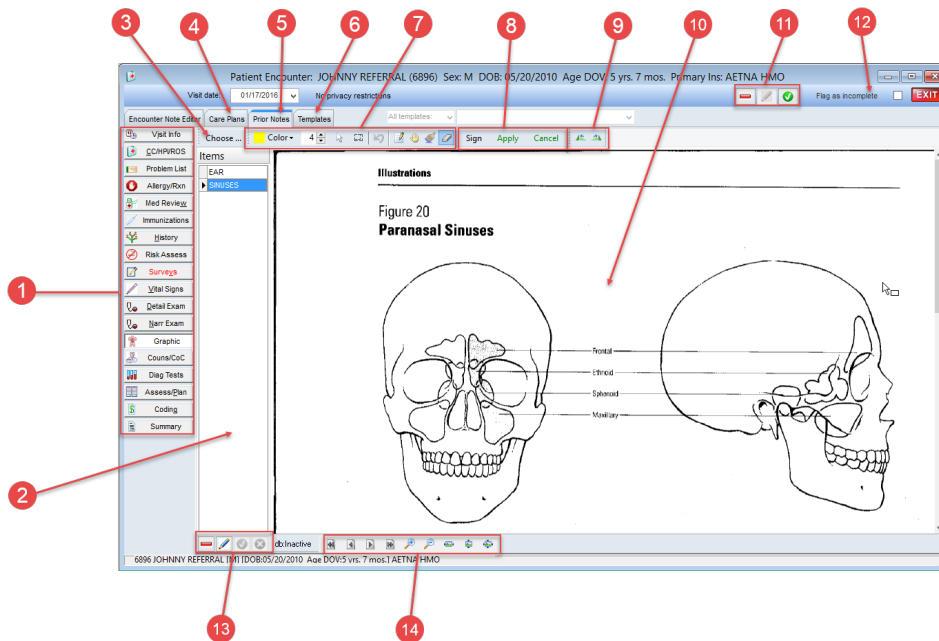 3
4
5
6
7
8
9
10
11
12
Patient Encounter: JOHNNY REFERRAL (6896) Sex: M DOB: 05/20/2010 Age DOV: 5 yrs. 7 mos. Primary Ins: AETNA HMO
Visit date: 01/17/2016 No privacy restrictions
Flag as incomplete
EXIT
Encounter Note Editor Care Plans Prior Notes Templates
All templates:
Choose ... Color 4 Sign Apply Cancel
Items
EAR
SINUSES
Visit Info
CC/HPI/ROS
Problem List
Allergy/Rxn
Med Review
Immunizations
History
Risk Assess
Surveys
Vital Signs
Detail Exam
Narr Exam
Graphic
Couns/CoC
Diag Tests
Assess/Plan
Coding
Summary
1
2
Illustrations
Figure 20
Paranasal Sinuses
Frontal
Ethnoid
Sphenoid
Maxillary
db:Inactive
6896 JOHNNY REFERRAL [M] [DOB:05/20/2010 Age DOV:5 yrs. 7 mos.] AETNA HMO
13
14